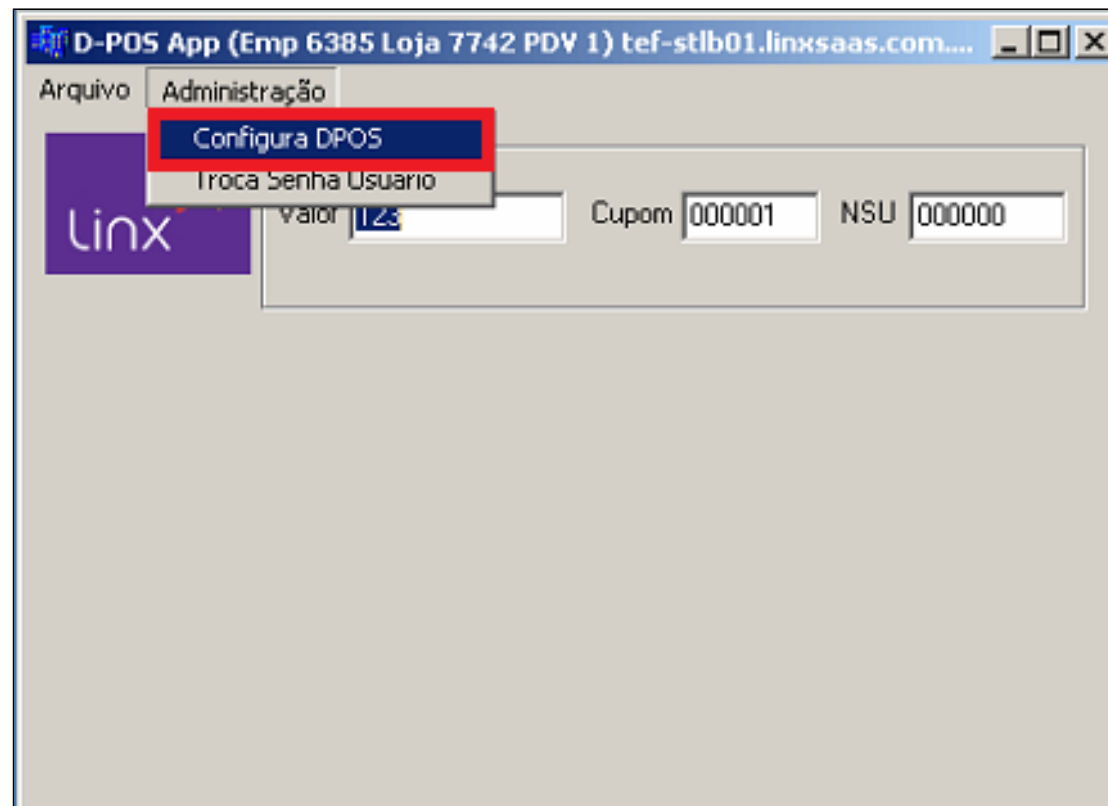 D-POS App (Emp 6385 Loja 7742 PDV 1) tef-stlb01.linxsaas.com....
Arquivo Administração
Configura DPOS
Troca Senha Usuario
Linx
Valor 123 Cupom 000001 NSU 000000